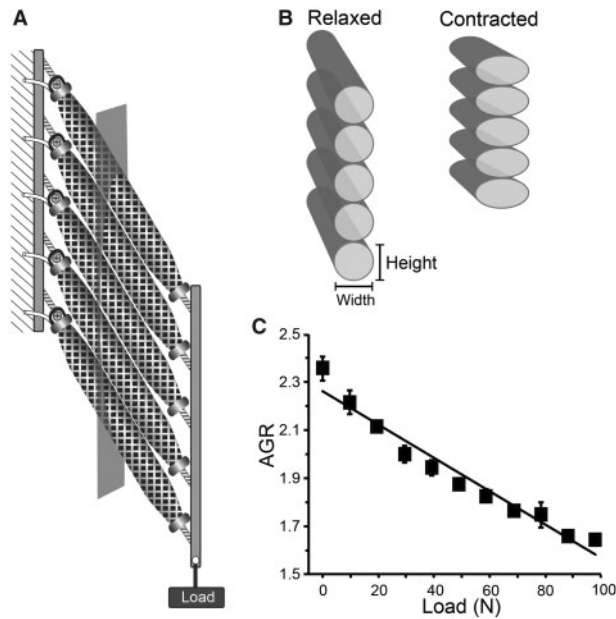 A
Load
B
Relaxed
Contracted
Height
Width
C
2.5
2.3
2.1
1.9
1.7
1.5
AGR
0
20
40
60
80
100
Load (N)